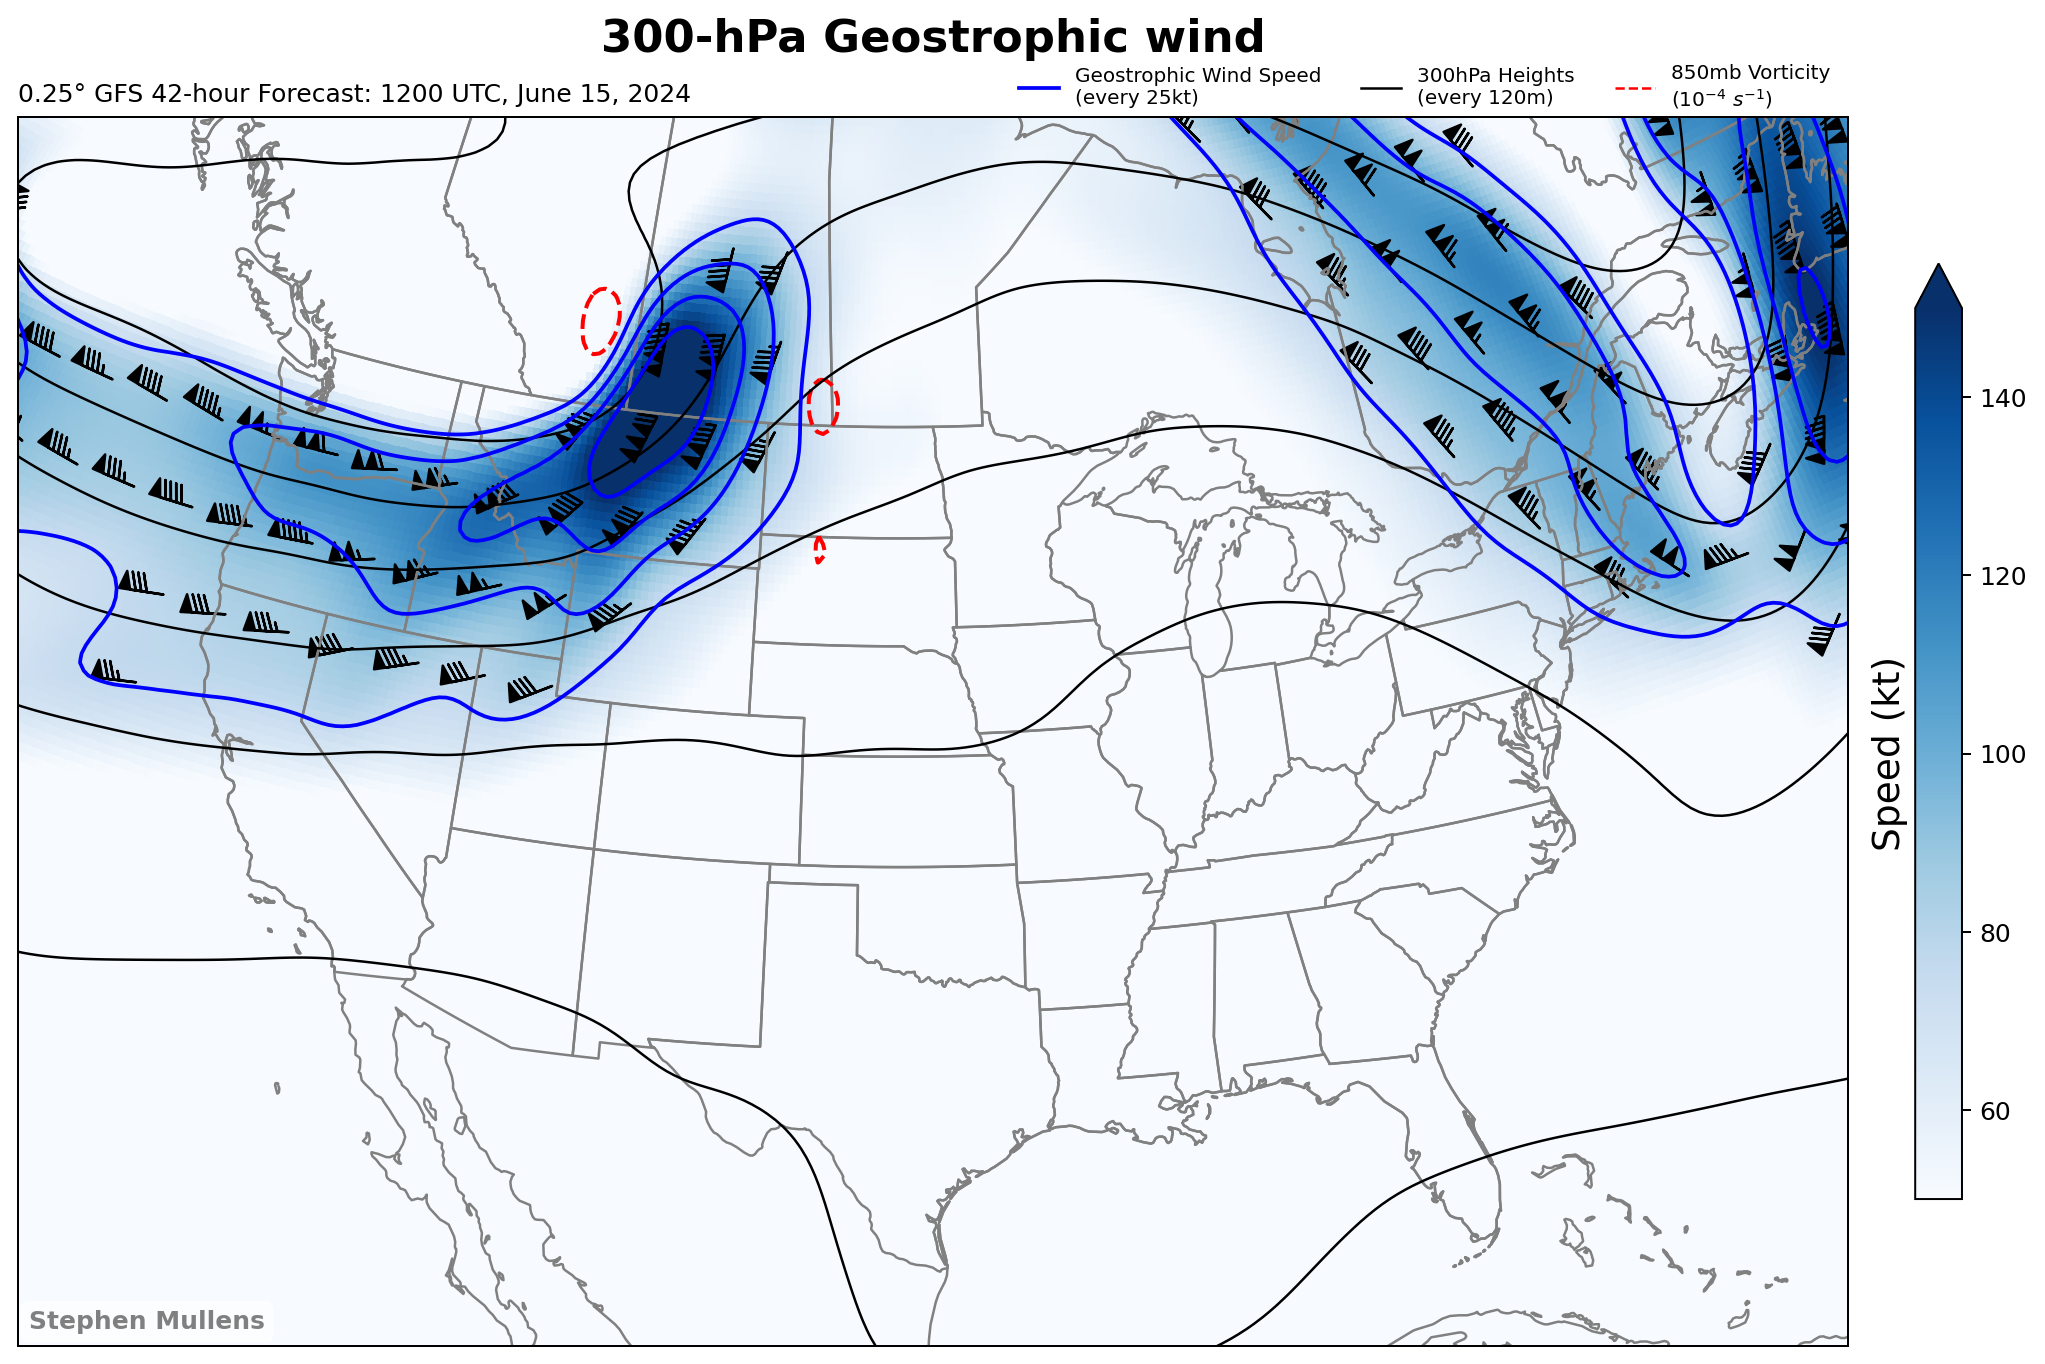 300-hPa Geostrophic wind
0.25° GFS 42-hour Forecast: 1200 UTC, June 15, 2024
Geostrophic Wind Speed
(every 25kt)
300hPa Heights
(every 120m)
850mb Vorticity
(10⁻⁴ s⁻¹)
140
120
100
80
60
Speed (kt)
Stephen Mullens